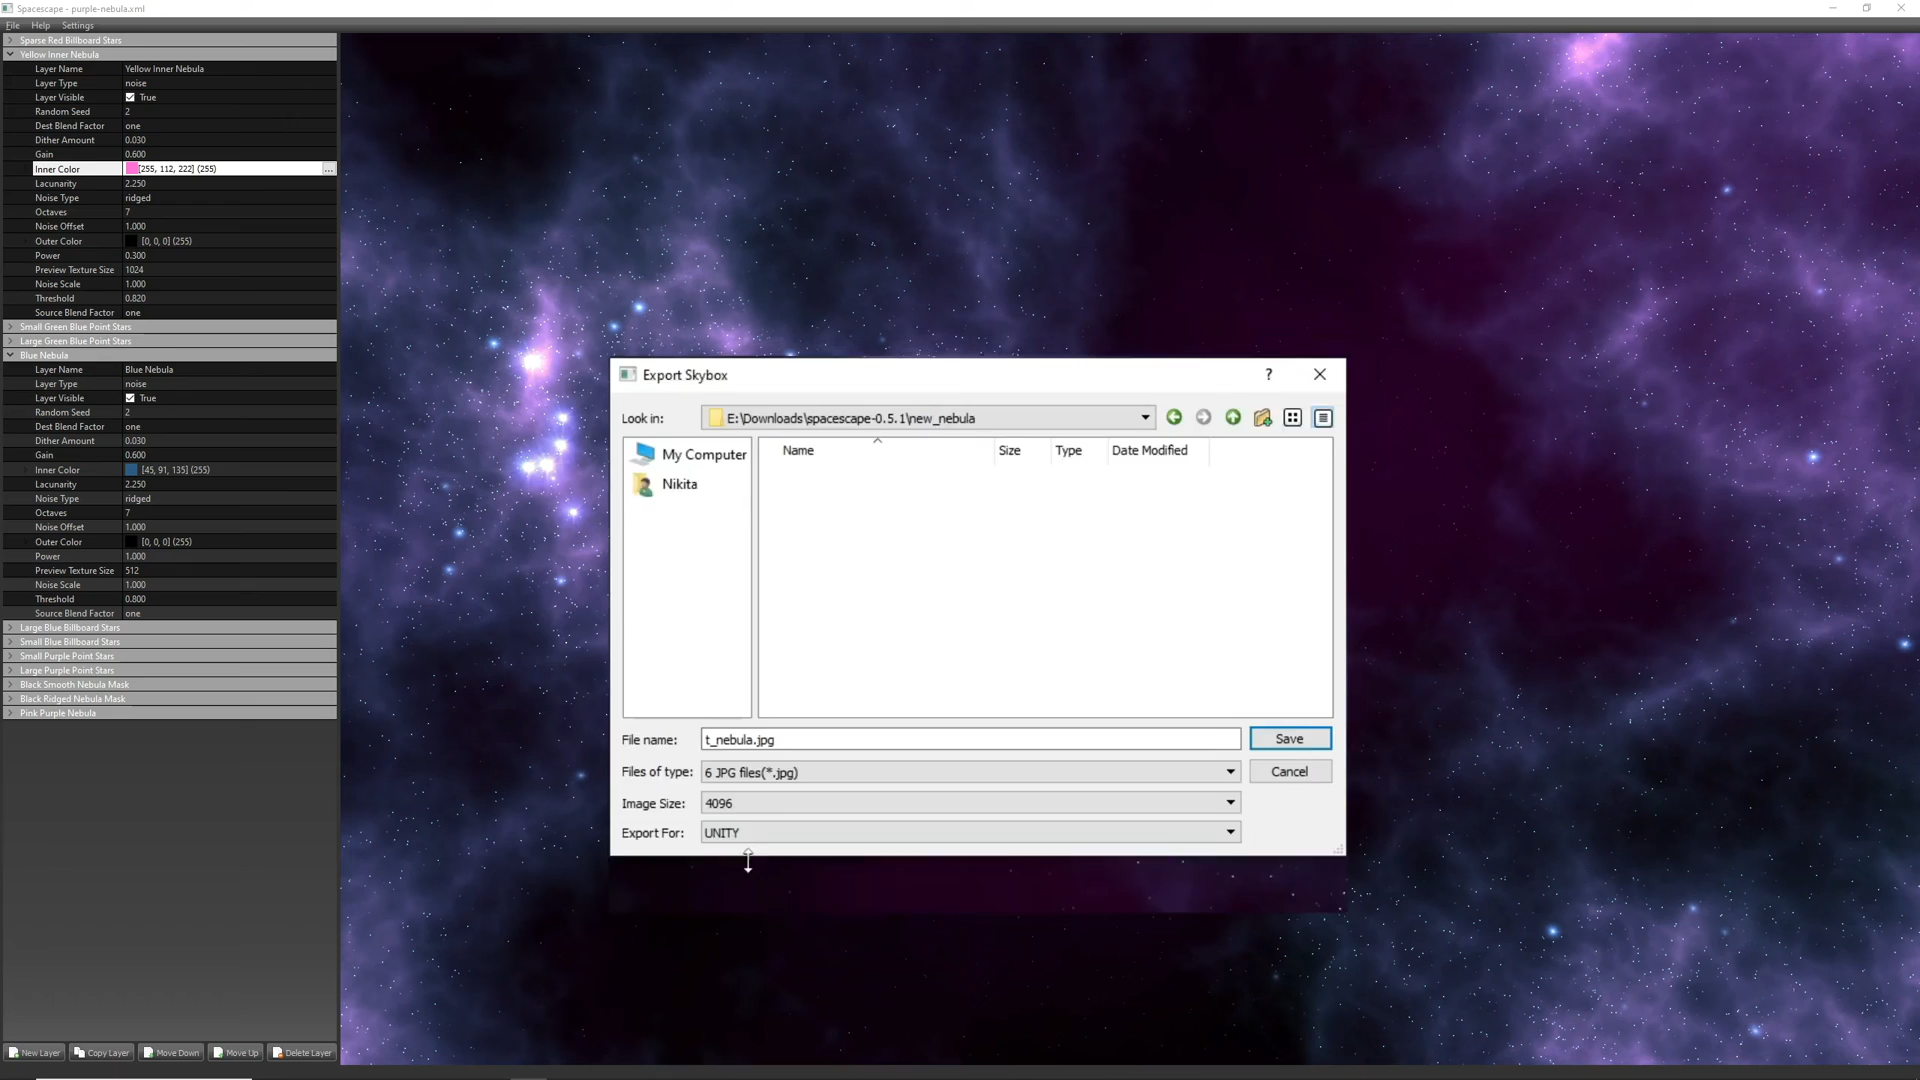 Spacescape - purple-nebula.xml
File Help Settings
Sparse Red Billboard Stars
Yellow Inner Nebula
Layer Name Yellow Inner Nebula
Layer Type noise
Layer Visible True
Random Seed 2
Dest Blend Factor one
Dither Amount 0.030
Gain 0.600
Inner Color [255, 112, 222] (255) ...
Lacunarity 2.250
Noise Type ridged
Octaves 7
Noise Offset 1.000
Outer Color [0, 0, 0] (255)
Power 0.300
Preview Texture Size 1024
Noise Scale 1.000
Threshold 0.820
Source Blend Factor one
Small Green Blue Point Stars
Large Green Blue Point Stars
Blue Nebula
Layer Name Blue Nebula
Layer Type noise
Layer Visible True
Random Seed 2
Dest Blend Factor one
Dither Amount 0.030
Gain 0.600
Inner Color [45, 91, 135] (255)
Lacunarity 2.250
Noise Type ridged
Octaves 7
Noise Offset 1.000
Outer Color [0, 0, 0] (255)
Power 1.000
Preview Texture Size 512
Noise Scale 1.000
Threshold 0.800
Source Blend Factor one
Large Blue Billboard Stars
Small Blue Billboard Stars
Small Purple Point Stars
Large Purple Point Stars
Black Smooth Nebula Mask
Black Ridged Nebula Mask
Pink Purple Nebula
New Layer Copy Layer Move Down Move Up Delete Layer
Export Skybox ?
Look in: E:\Downloads\spacescape-0.5.1\new_nebula
My Computer
Nikita
Name Size Type Date Modified
File name: t_nebula.jpg Save
Files of type: 6 JPG files(*.jpg) Cancel
Image Size: 4096
Export For: UNITY